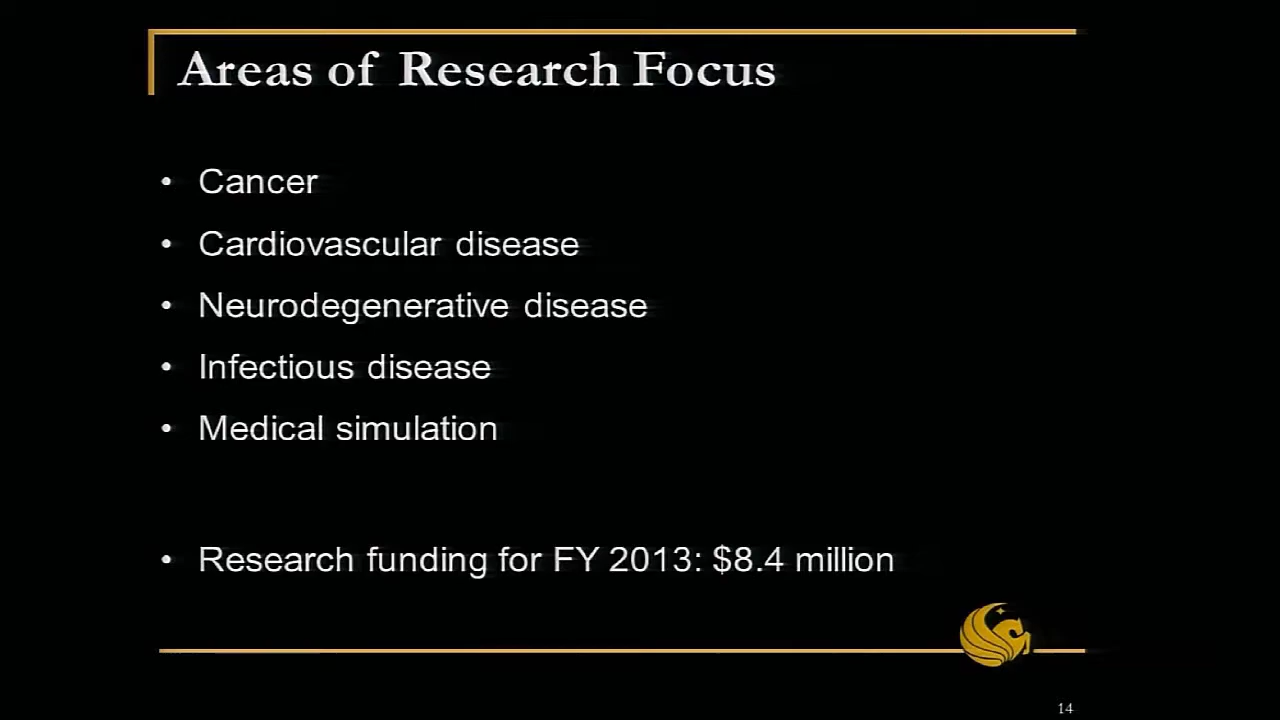 Areas of Research Focus
• Cancer
• Cardiovascular disease
• Neurodegenerative disease
• Infectious disease
• Medical simulation
• Research funding for FY 2013: $8.4 million
14